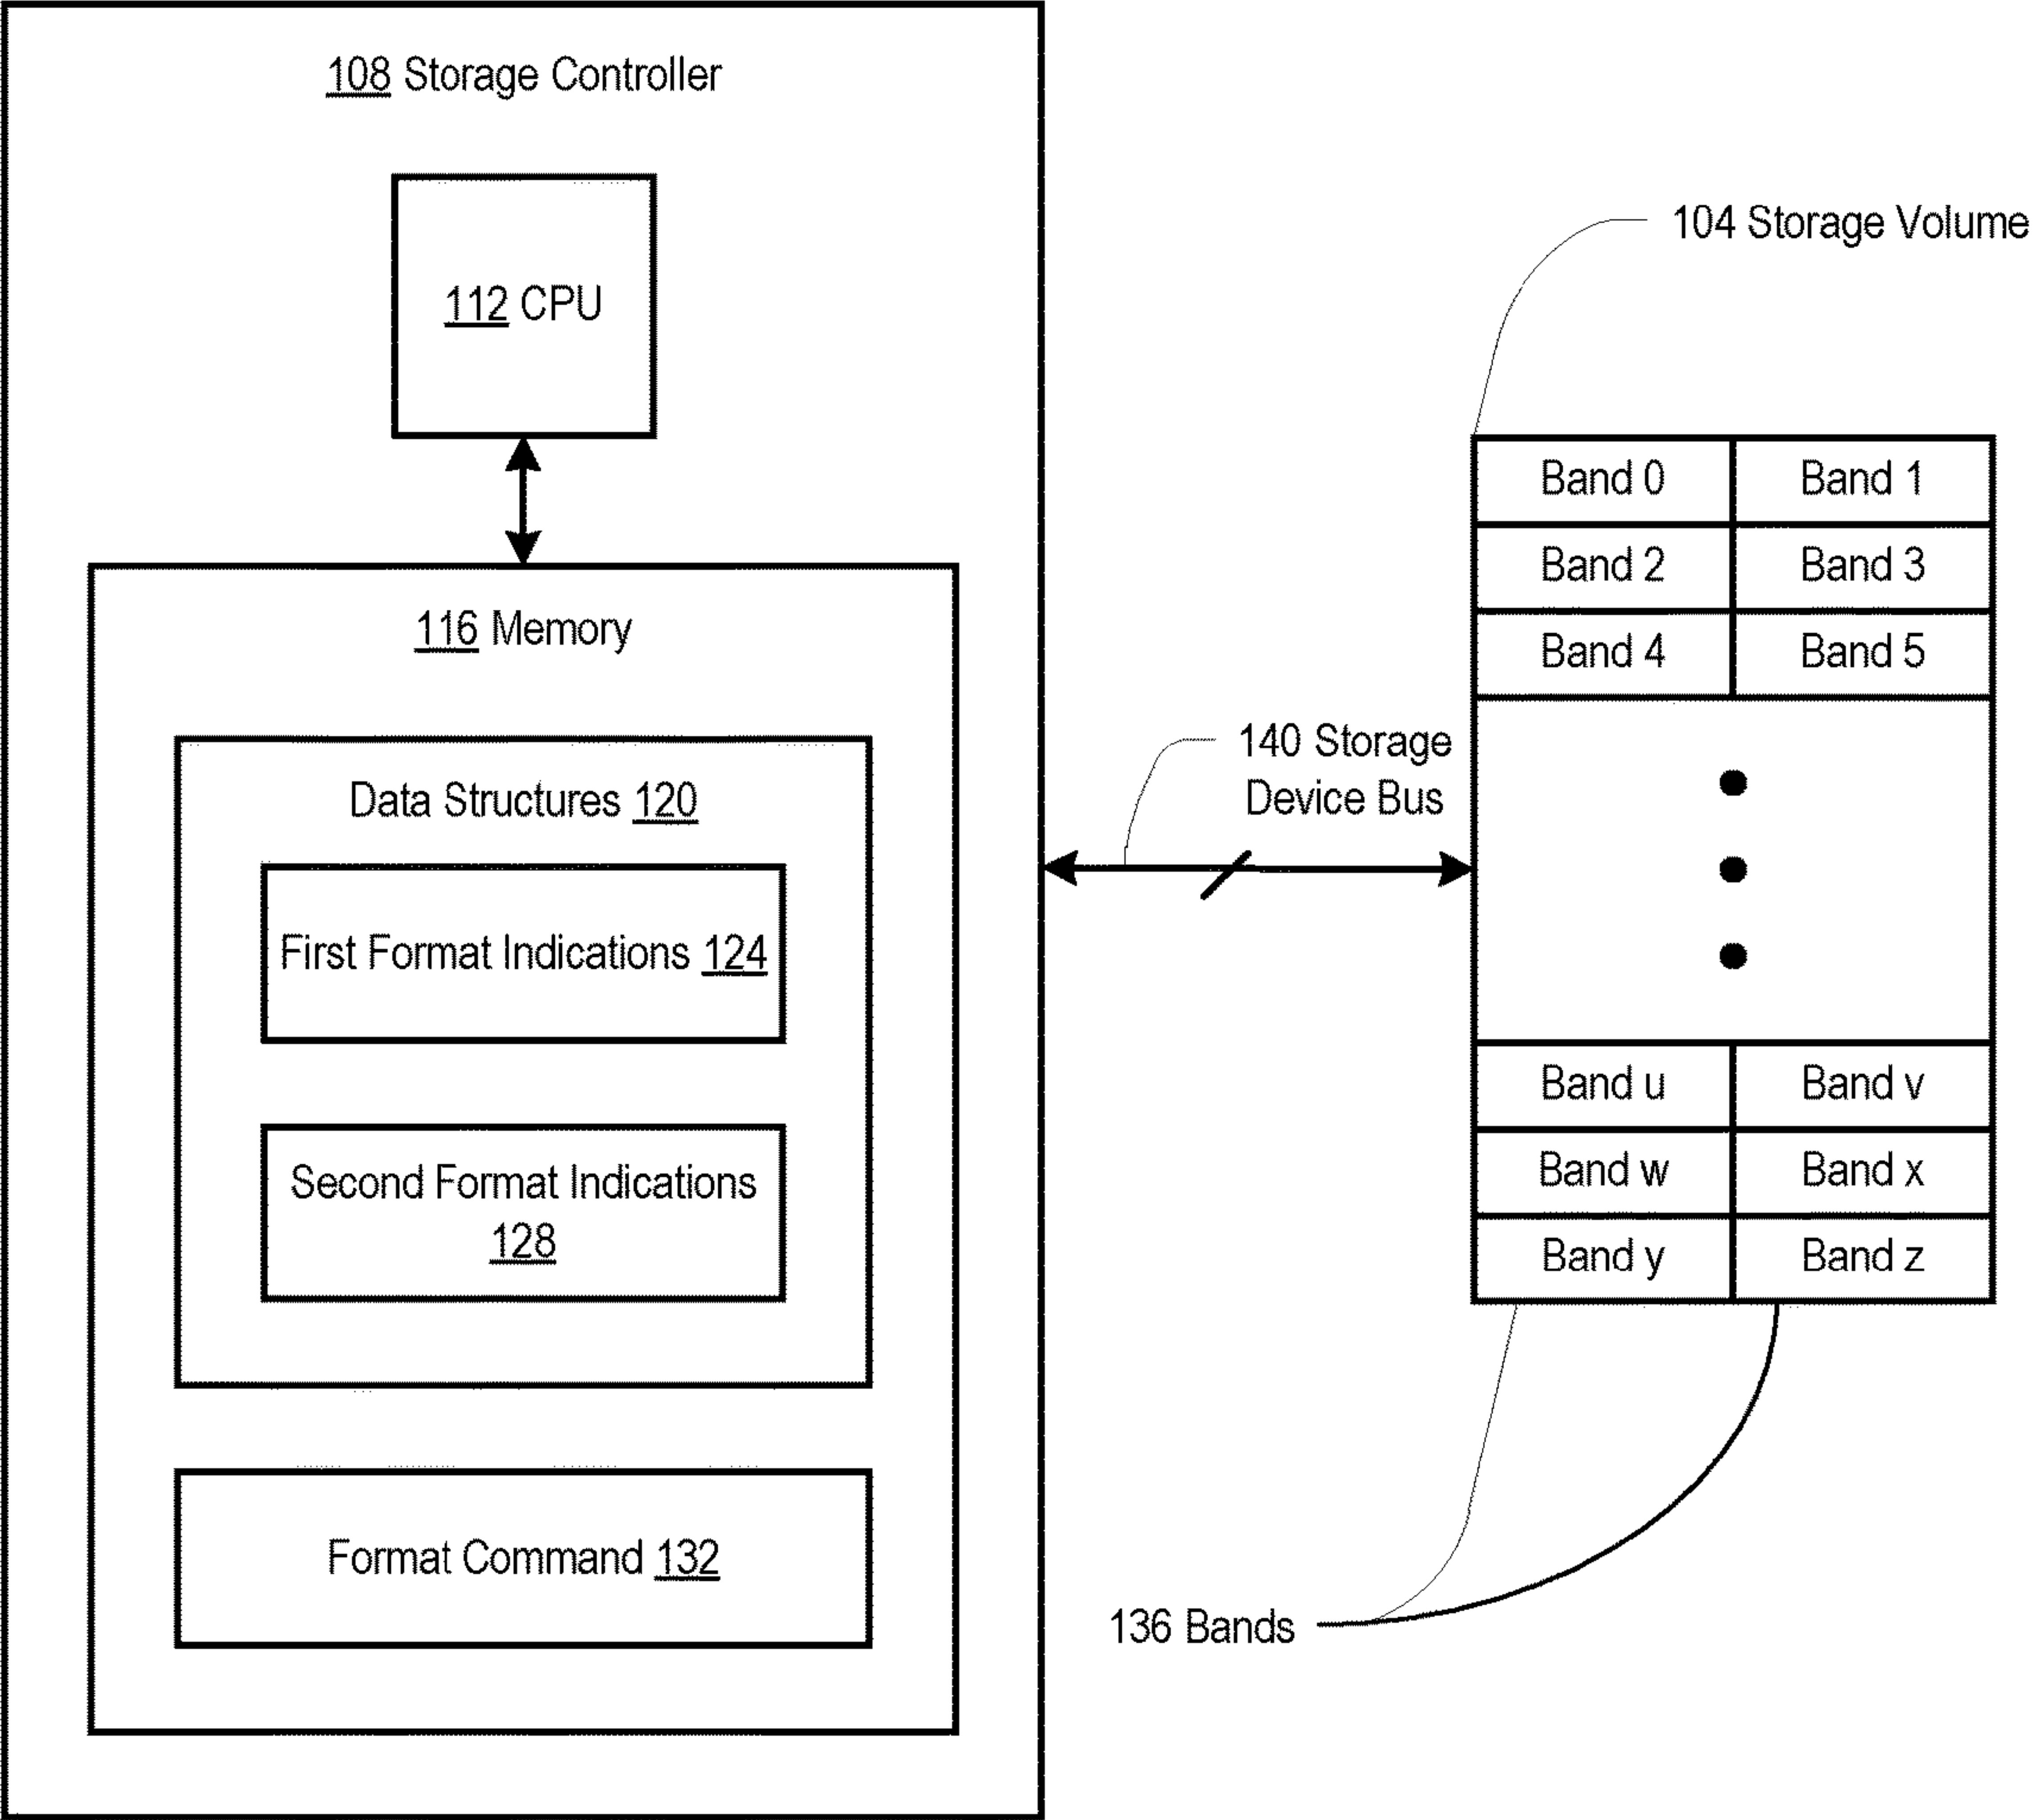 108 Storage Controller
112 CPU
116 Memory
Data Structures 120
First Format Indications 124
Second Format Indications
128
Format Command 132
140 Storage
Device Bus
104 Storage Volume
Band 0 Band 1
Band 2 Band 3
Band 4 Band 5
Band u Band v
Band w Band x
Band y Band z
136 Bands